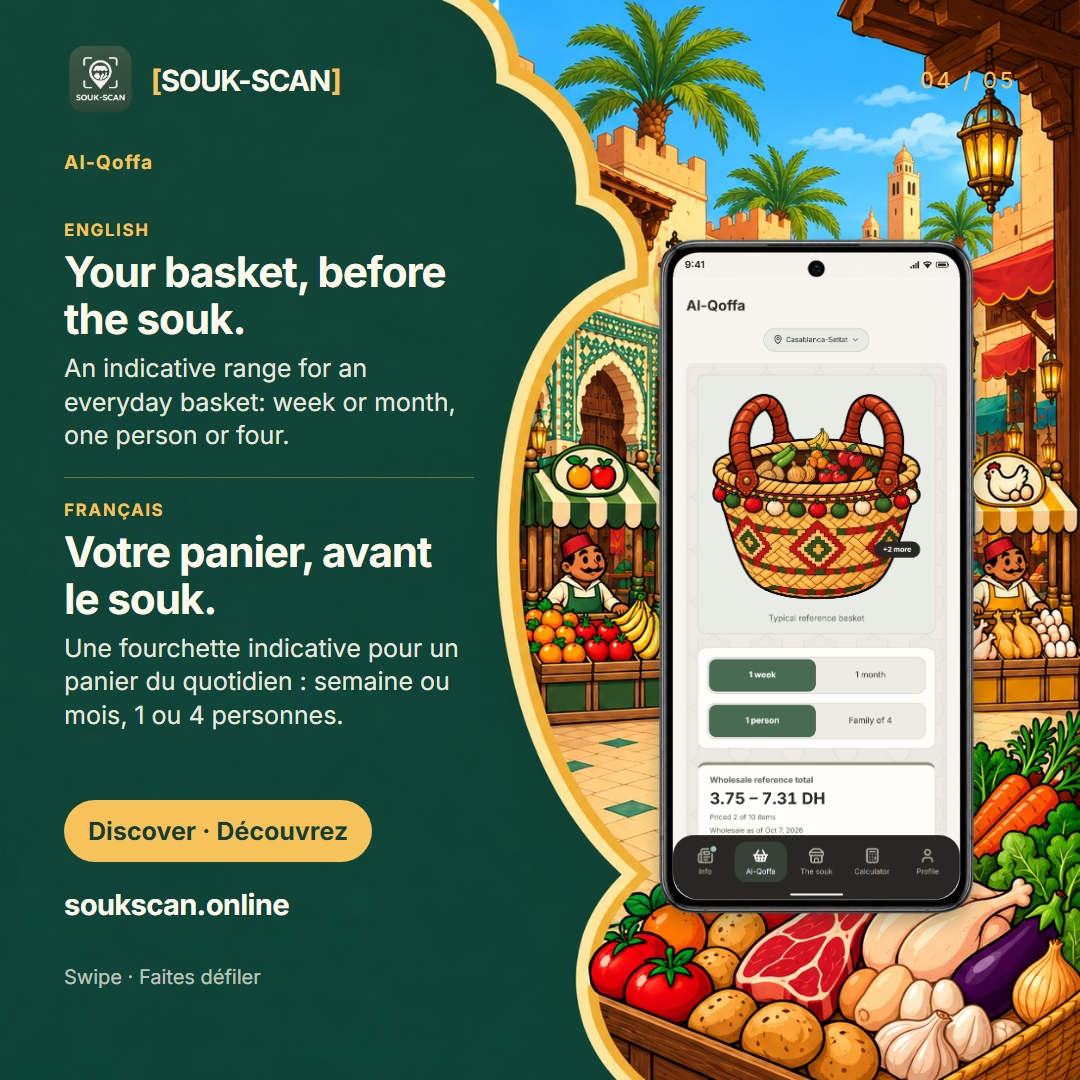 SOUK-SCAN
[SOUK-SCAN]
04 / 05
Al-Qoffa
ENGLISH
Your basket, before
the souk.
An indicative range for an
everyday basket: week or month,
one person or four.
FRANÇAIS
Votre panier, avant
le souk.
Une fourchette indicative pour un
panier du quotidien : semaine ou
mois, 1 ou 4 personnes.
Discover · Découvrez
soukscan.online
Swipe · Faites défiler
9:41
Al-Qoffa
Casablanca-Settat
+2 more
Typical reference basket
1 week
1 month
1 person
Family of 4
Wholesale reference total
3.75 – 7.31 DH
Priced 2 of 10 items
Wholesale as of Oct 7, 2026
Info
Al-Qoffa
The souk
Calculator
Profile